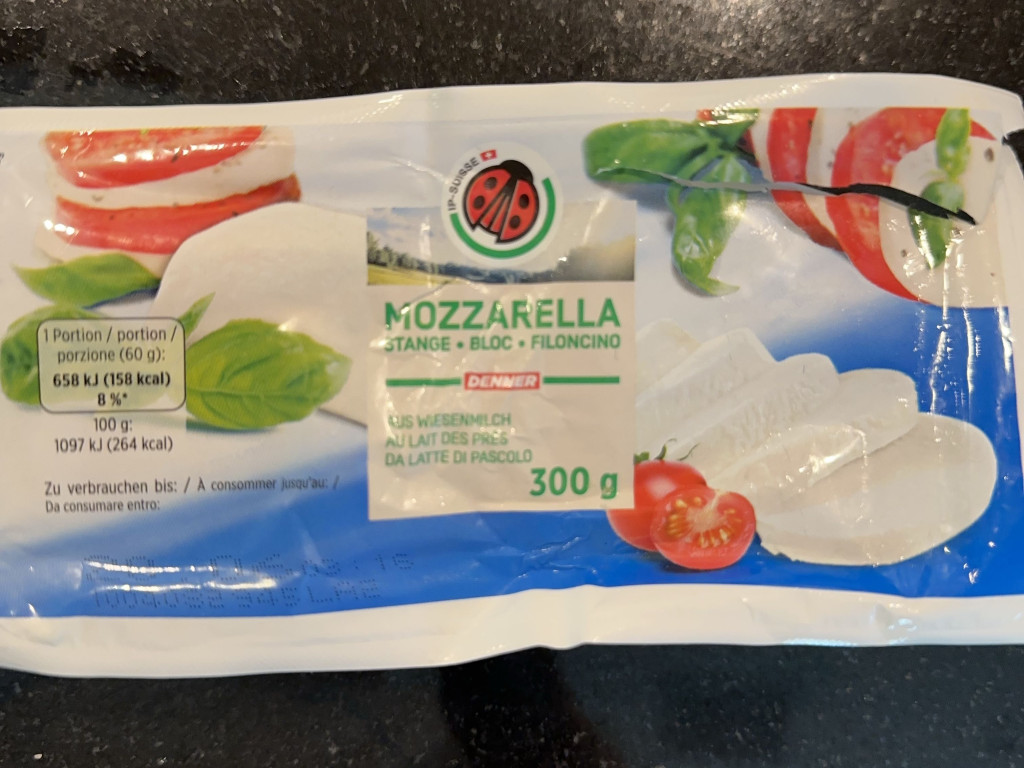 IP-SUISSE
MOZZARELLA
STANGE • BLOC • FILONCINO
DENNER
AUS WIESENMILCH
AU LAIT DES PRÉS
DA LATTE DI PASCOLO
300 g
1 Portion / portion /
porzione (60 g):
658 kJ (158 kcal)
8 %*
100 g:
1097 kJ (264 kcal)
Zu verbrauchen bis: / À consommer jusqu'au: /
Da consumare entro: